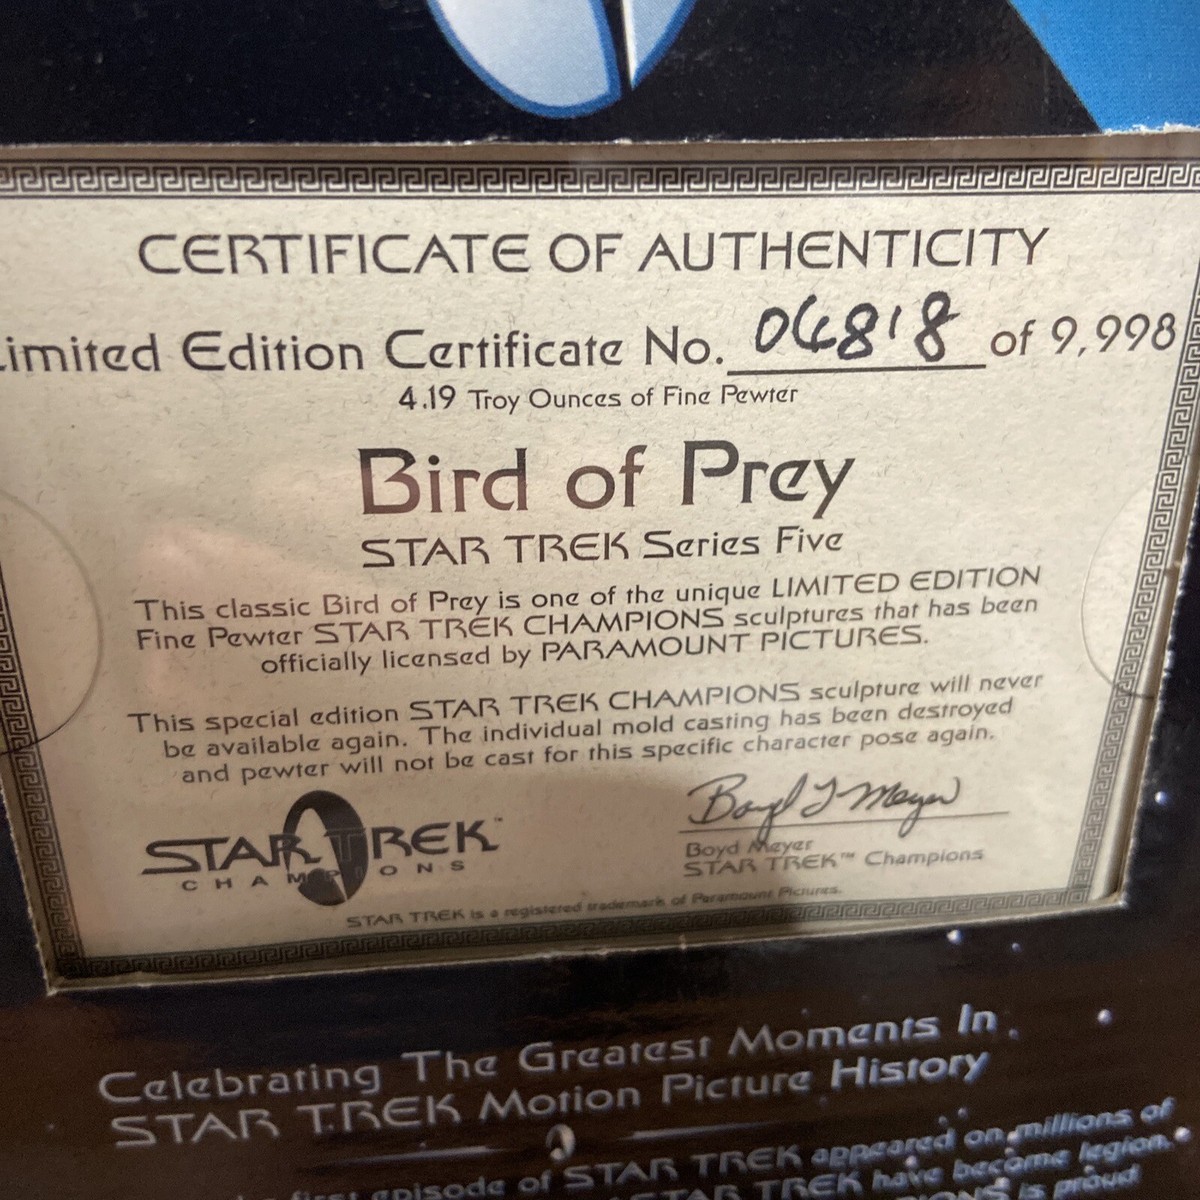 CERTIFICATE OF AUTHENTICITY
Limited Edition Certificate No. 04818 of 9,998
4.19 Troy Ounces of Fine Pewter
Bird of Prey
STAR TREK Series Five
This classic Bird of Prey is one of the unique LIMITED EDITION
Fine Pewter STAR TREK CHAMPIONS sculptures that has been
officially licensed by PARAMOUNT PICTURES.
This special edition STAR TREK CHAMPIONS sculpture will never
be available again. The individual mold casting has been destroyed
and pewter will not be cast for this specific character pose again.
Boyd J Meyer
Boyd Meyer
STAR TREK™ Champions
STAR TREK™
CHAMPIONS
STAR TREK is a registered trademark of Paramount Pictures.
Celebrating The Greatest Moments In
STAR TREK Motion Picture History
first episode of STAR TREK appeared on millions of
STAR TREK have become legion.
is proud